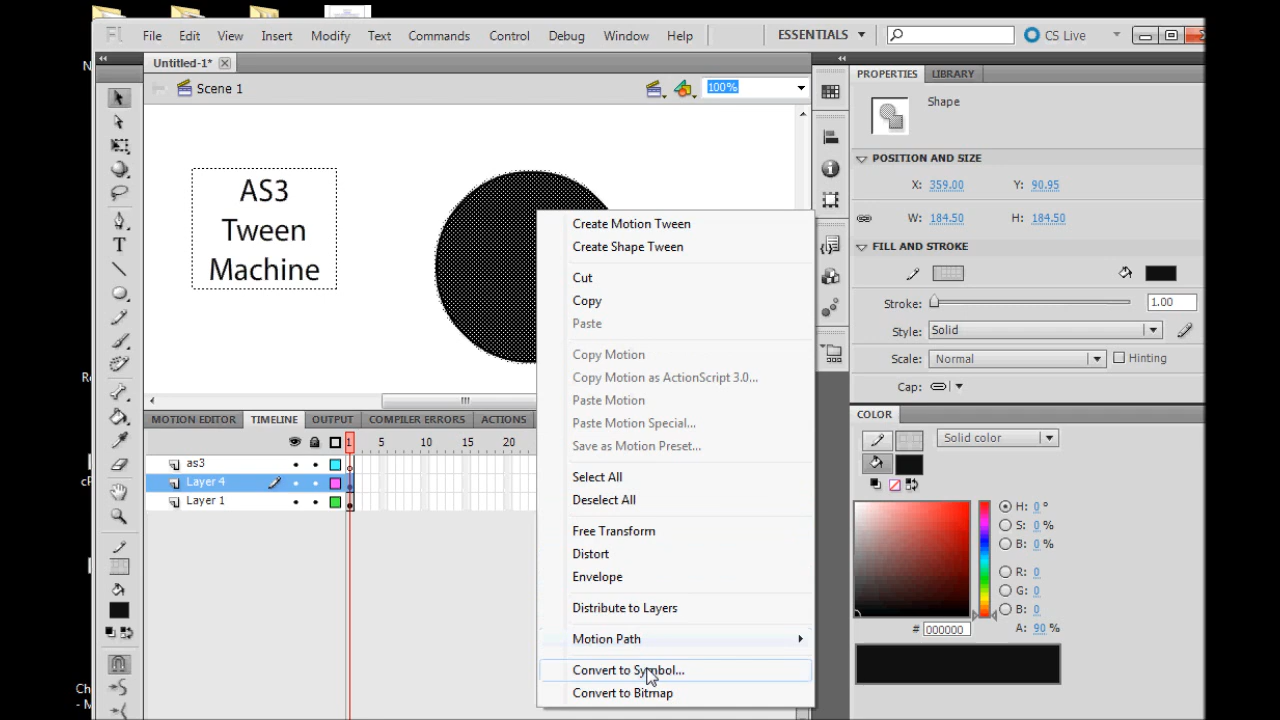 Fl File Edit View Insert Modify Text Commands Control Debug Window Help ESSENTIALS CS Live
Untitled-1*
Scene 1
100%
AS3
Tween
Machine
Create Motion Tween
Create Shape Tween
Cut
Copy
Paste
Copy Motion
Copy Motion as ActionScript 3.0...
Paste Motion
Paste Motion Special...
Save as Motion Preset...
Select All
Deselect All
Free Transform
Distort
Envelope
Distribute to Layers
Motion Path
Convert to Symbol...
Convert to Bitmap
MOTION EDITOR TIMELINE OUTPUT COMPILER ERRORS ACTIONS
1 5 10 15 20
as3
Layer 4
Layer 1
PROPERTIES LIBRARY
Shape
POSITION AND SIZE
X: 359.00 Y: 90.95
W: 184.50 H: 184.50
FILL AND STROKE
Stroke: 1.00
Style: Solid
Scale: Normal Hinting
Cap:
COLOR
Solid color
H: 0 °
S: 0 %
B: 0 %
R: 0
G: 0
B: 0
# 000000 A: 90 %